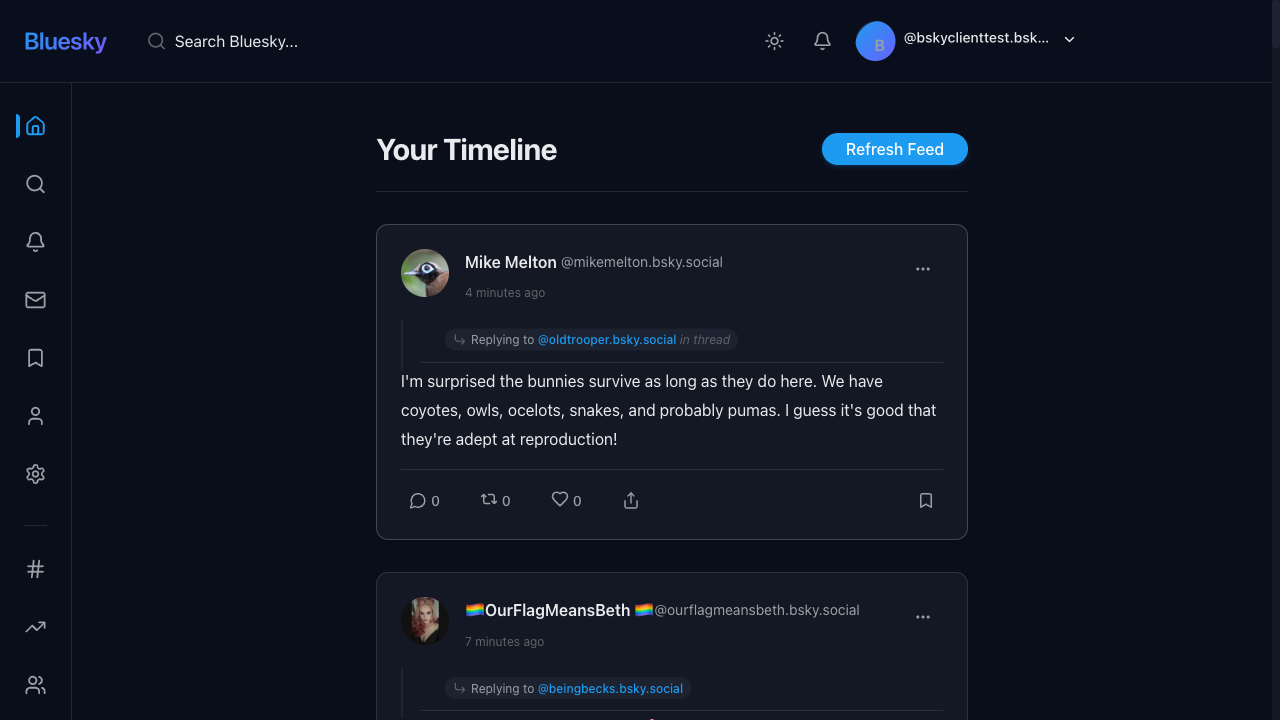 Bluesky
Search Bluesky...
B
@bskyclienttest.bsk...
Your Timeline
Refresh Feed
Mike Melton @mikemelton.bsky.social
4 minutes ago
Replying to @oldtrooper.bsky.social in thread
I'm surprised the bunnies survive as long as they do here. We have
coyotes, owls, ocelots, snakes, and probably pumas. I guess it's good that
they're adept at reproduction!
0
0
0
🏳️‍🌈OurFlagMeansBeth 🏳️‍🌈@ourflagmeansbeth.bsky.social
7 minutes ago
Replying to @beingbecks.bsky.social